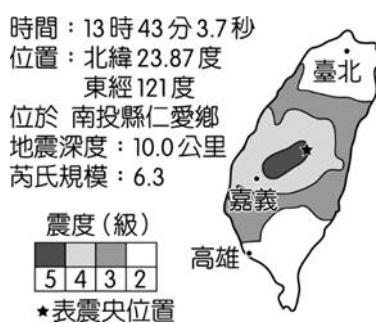 時間：13時43分3.7秒
位置：北緯23.87度
東經121度
位於 南投縣仁愛鄉
地震深度：10.0公里
芮氏規模：6.3
震度（級）
5 4 3 2
★表震央位置
臺北
嘉義
高雄